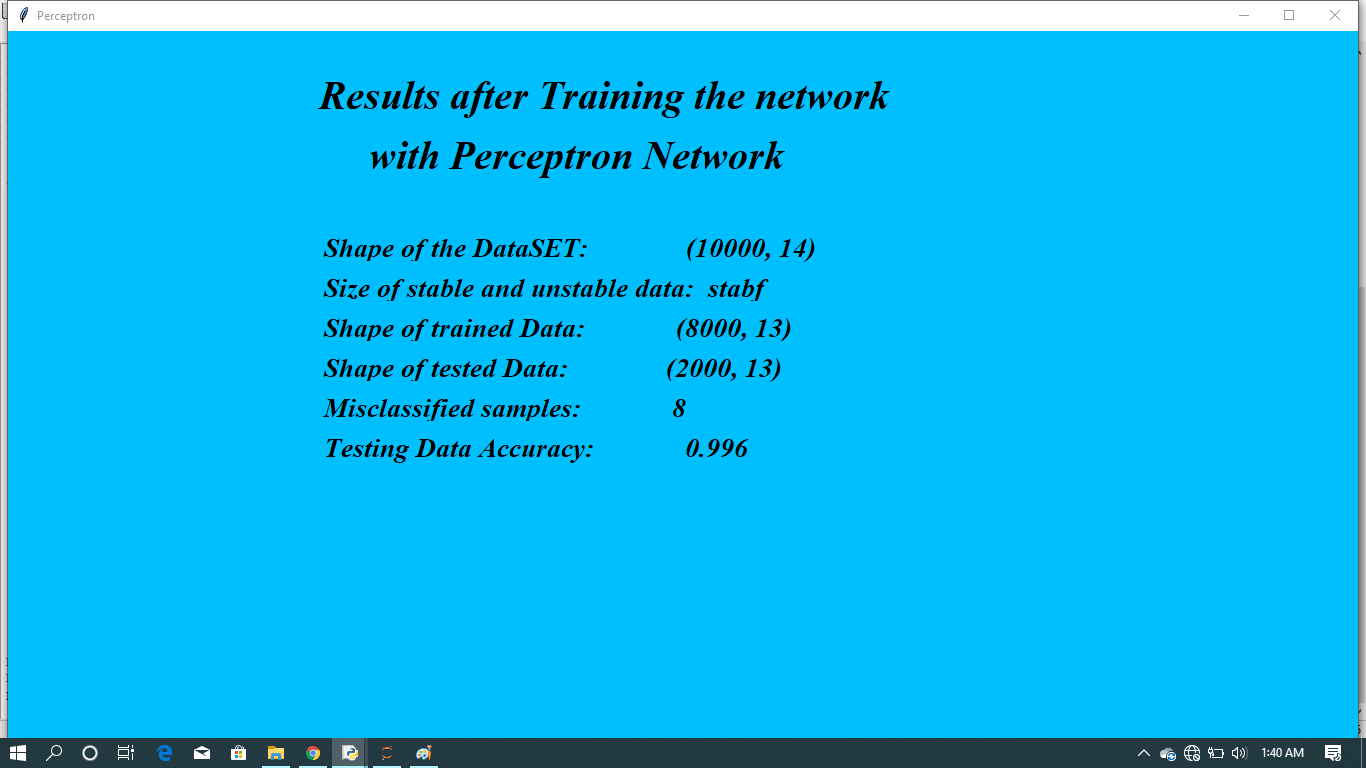 Perceptron
Results after Training the network
with Perceptron Network
Shape of the DataSET: (10000, 14)
Size of stable and unstable data: stabf
Shape of trained Data: (8000, 13)
Shape of tested Data: (2000, 13)
Misclassified samples: 8
Testing Data Accuracy: 0.996
1:40 AM